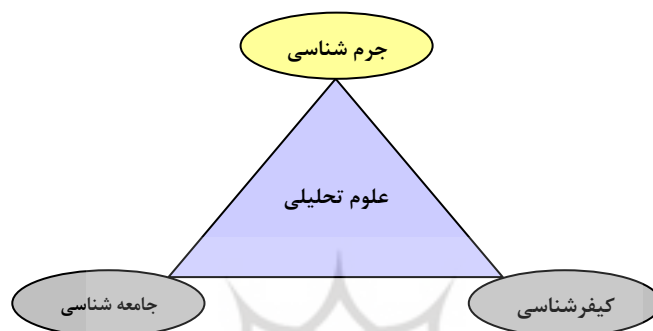 جرم شناسی
علوم تحلیلی
کیفرشناسی
جامعه شناسی